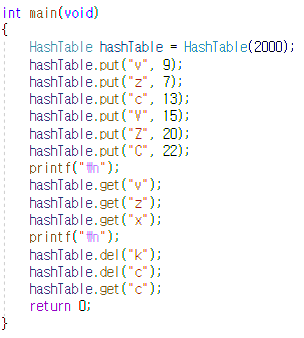 int main(void)
{
HashTable hashTable = HashTable(2000);
hashTable.put("v", 9);
hashTable.put("z", 7);
hashTable.put("c", 13);
hashTable.put("V", 15);
hashTable.put("Z", 20);
hashTable.put("C", 22);
printf("₩n");
hashTable.get("v");
hashTable.get("z");
hashTable.get("x");
printf("₩n");
hashTable.del("k");
hashTable.del("c");
hashTable.get("c");
return 0;
}